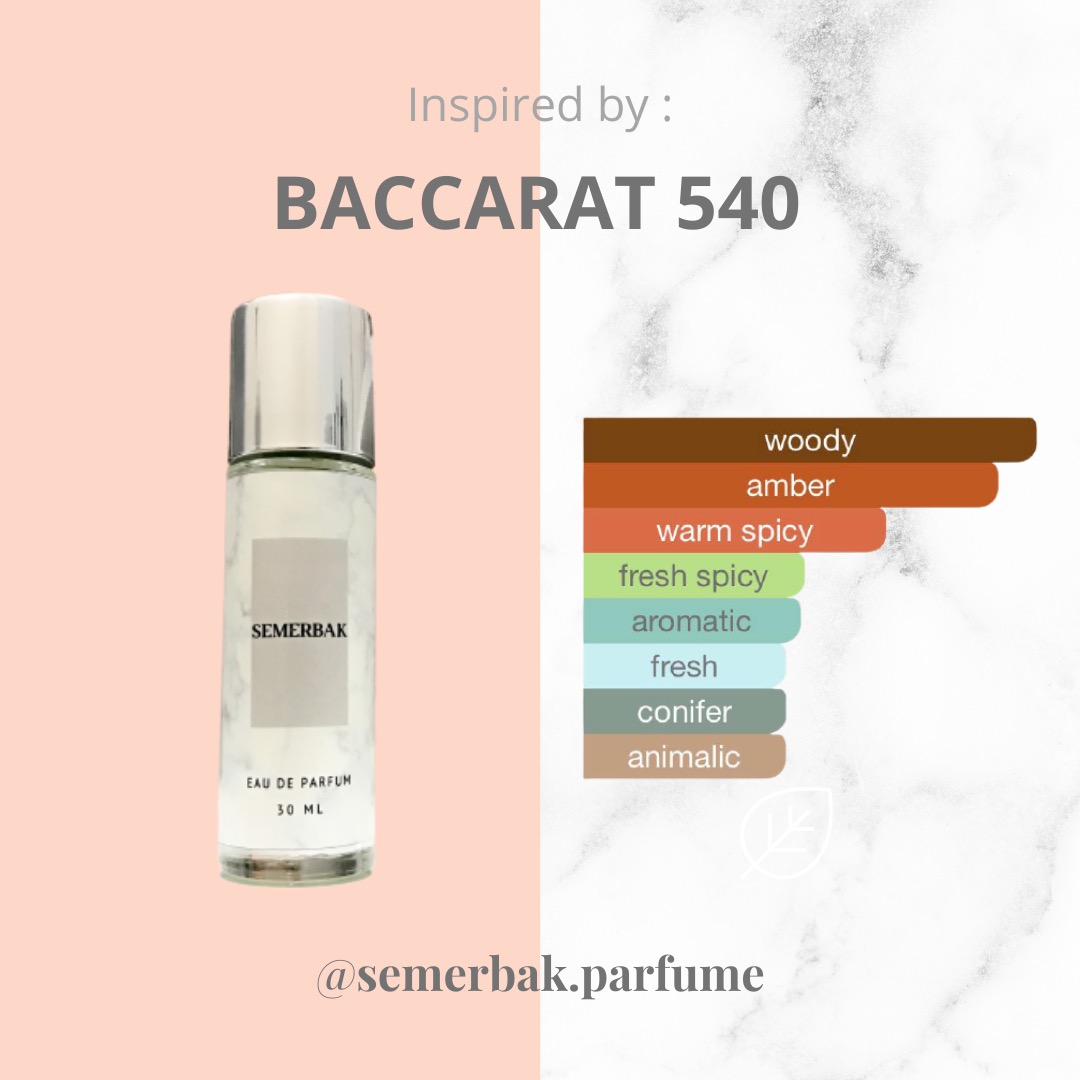 Inspired by :
BACCARAT 540
SEMERBAK
EAU DE PARFUM
30 ML
woody
amber
warm spicy
fresh spicy
aromatic
fresh
conifer
animalic
@semerbak.parfume